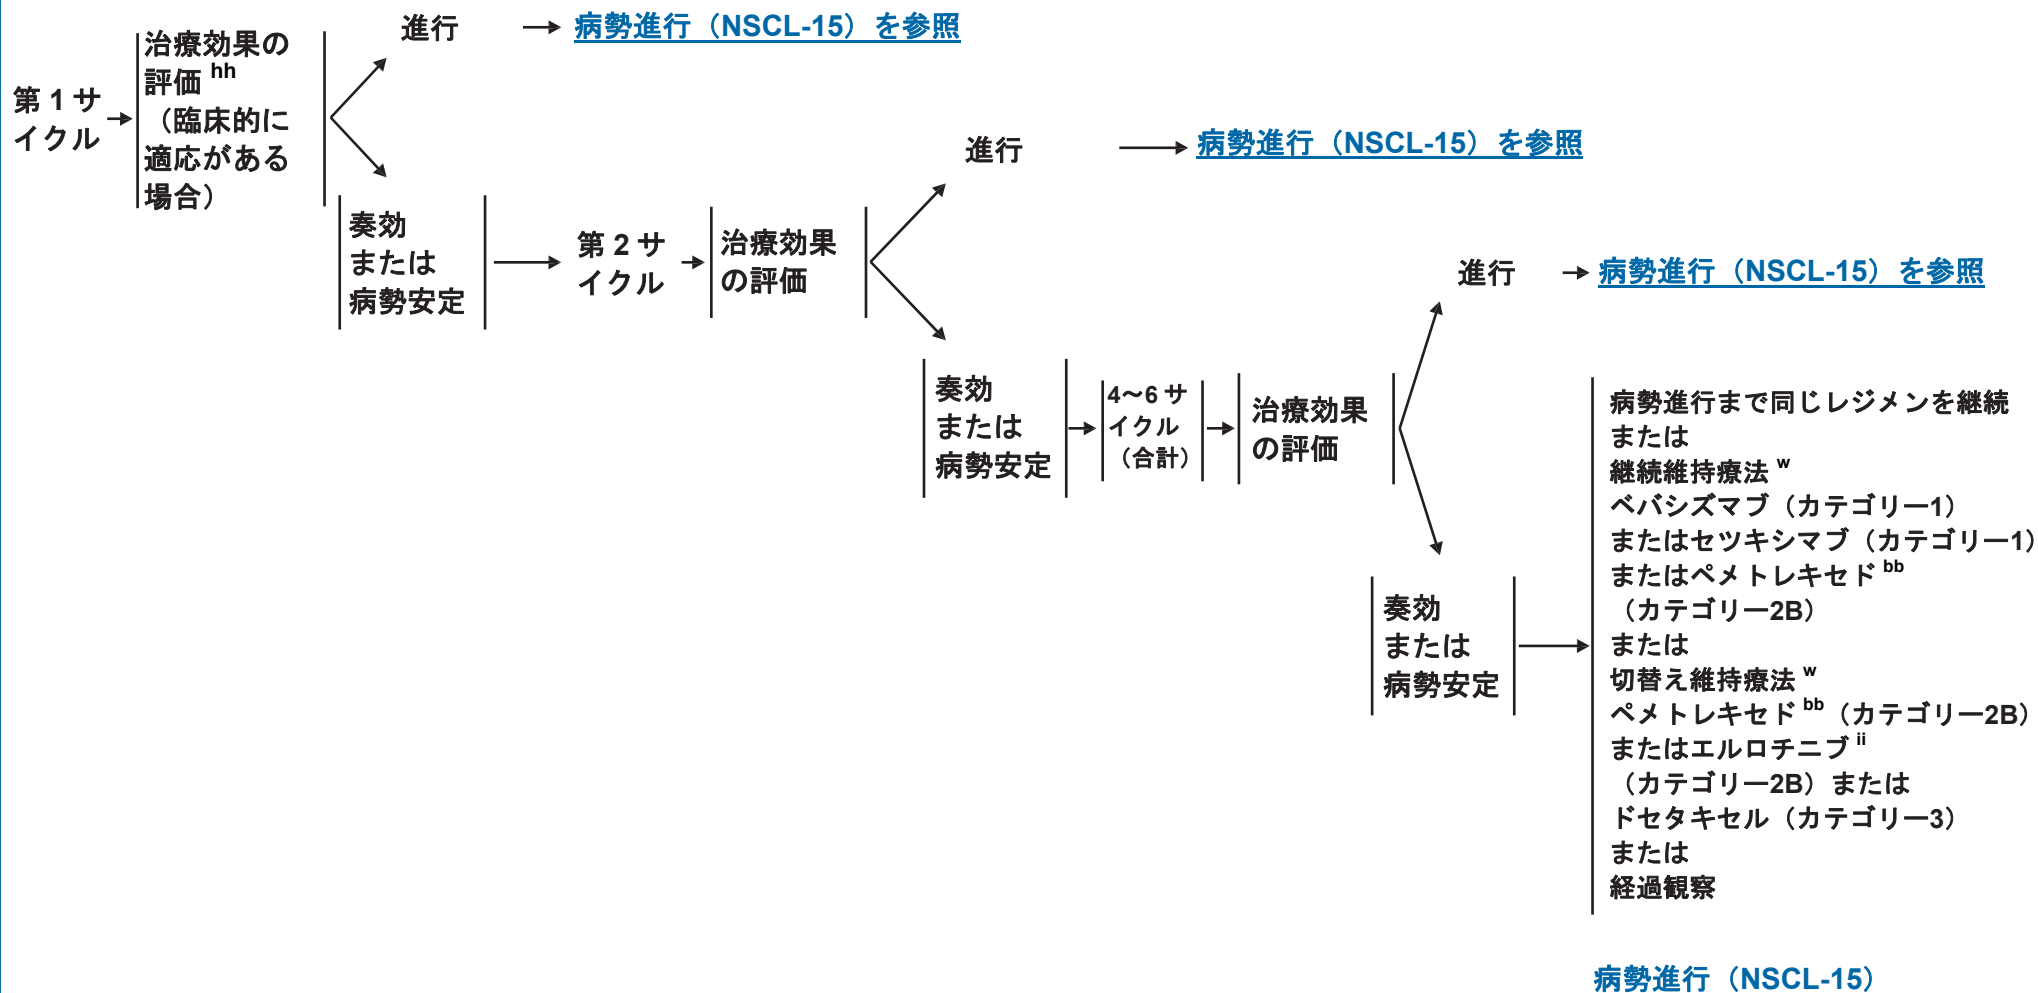 第 1 サ
イクル
治療効果の
評価 hh
（臨床的に
適応がある
場合）
進行
病勢進行（NSCL-15）を参照
奏効
または
病勢安定
第 2 サ
イクル
治療効果
の評価
進行
病勢進行（NSCL-15）を参照
奏効
または
病勢安定
4～6 サ
イクル
（合計）
治療効果
の評価
進行
病勢進行（NSCL-15）を参照
奏効
または
病勢安定
病勢進行まで同じレジメンを継続
または
継続維持療法 w
ベバシズマブ（カテゴリー1）
またはセツキシマブ（カテゴリー1）
またはペメトレキセド bb
（カテゴリー2B）
または
切替え維持療法 w
ペメトレキセド bb（カテゴリー2B）
またはエルロチニブ ii
（カテゴリー2B）または
ドセタキセル（カテゴリー3）
または
経過観察
病勢進行（NSCL-15）